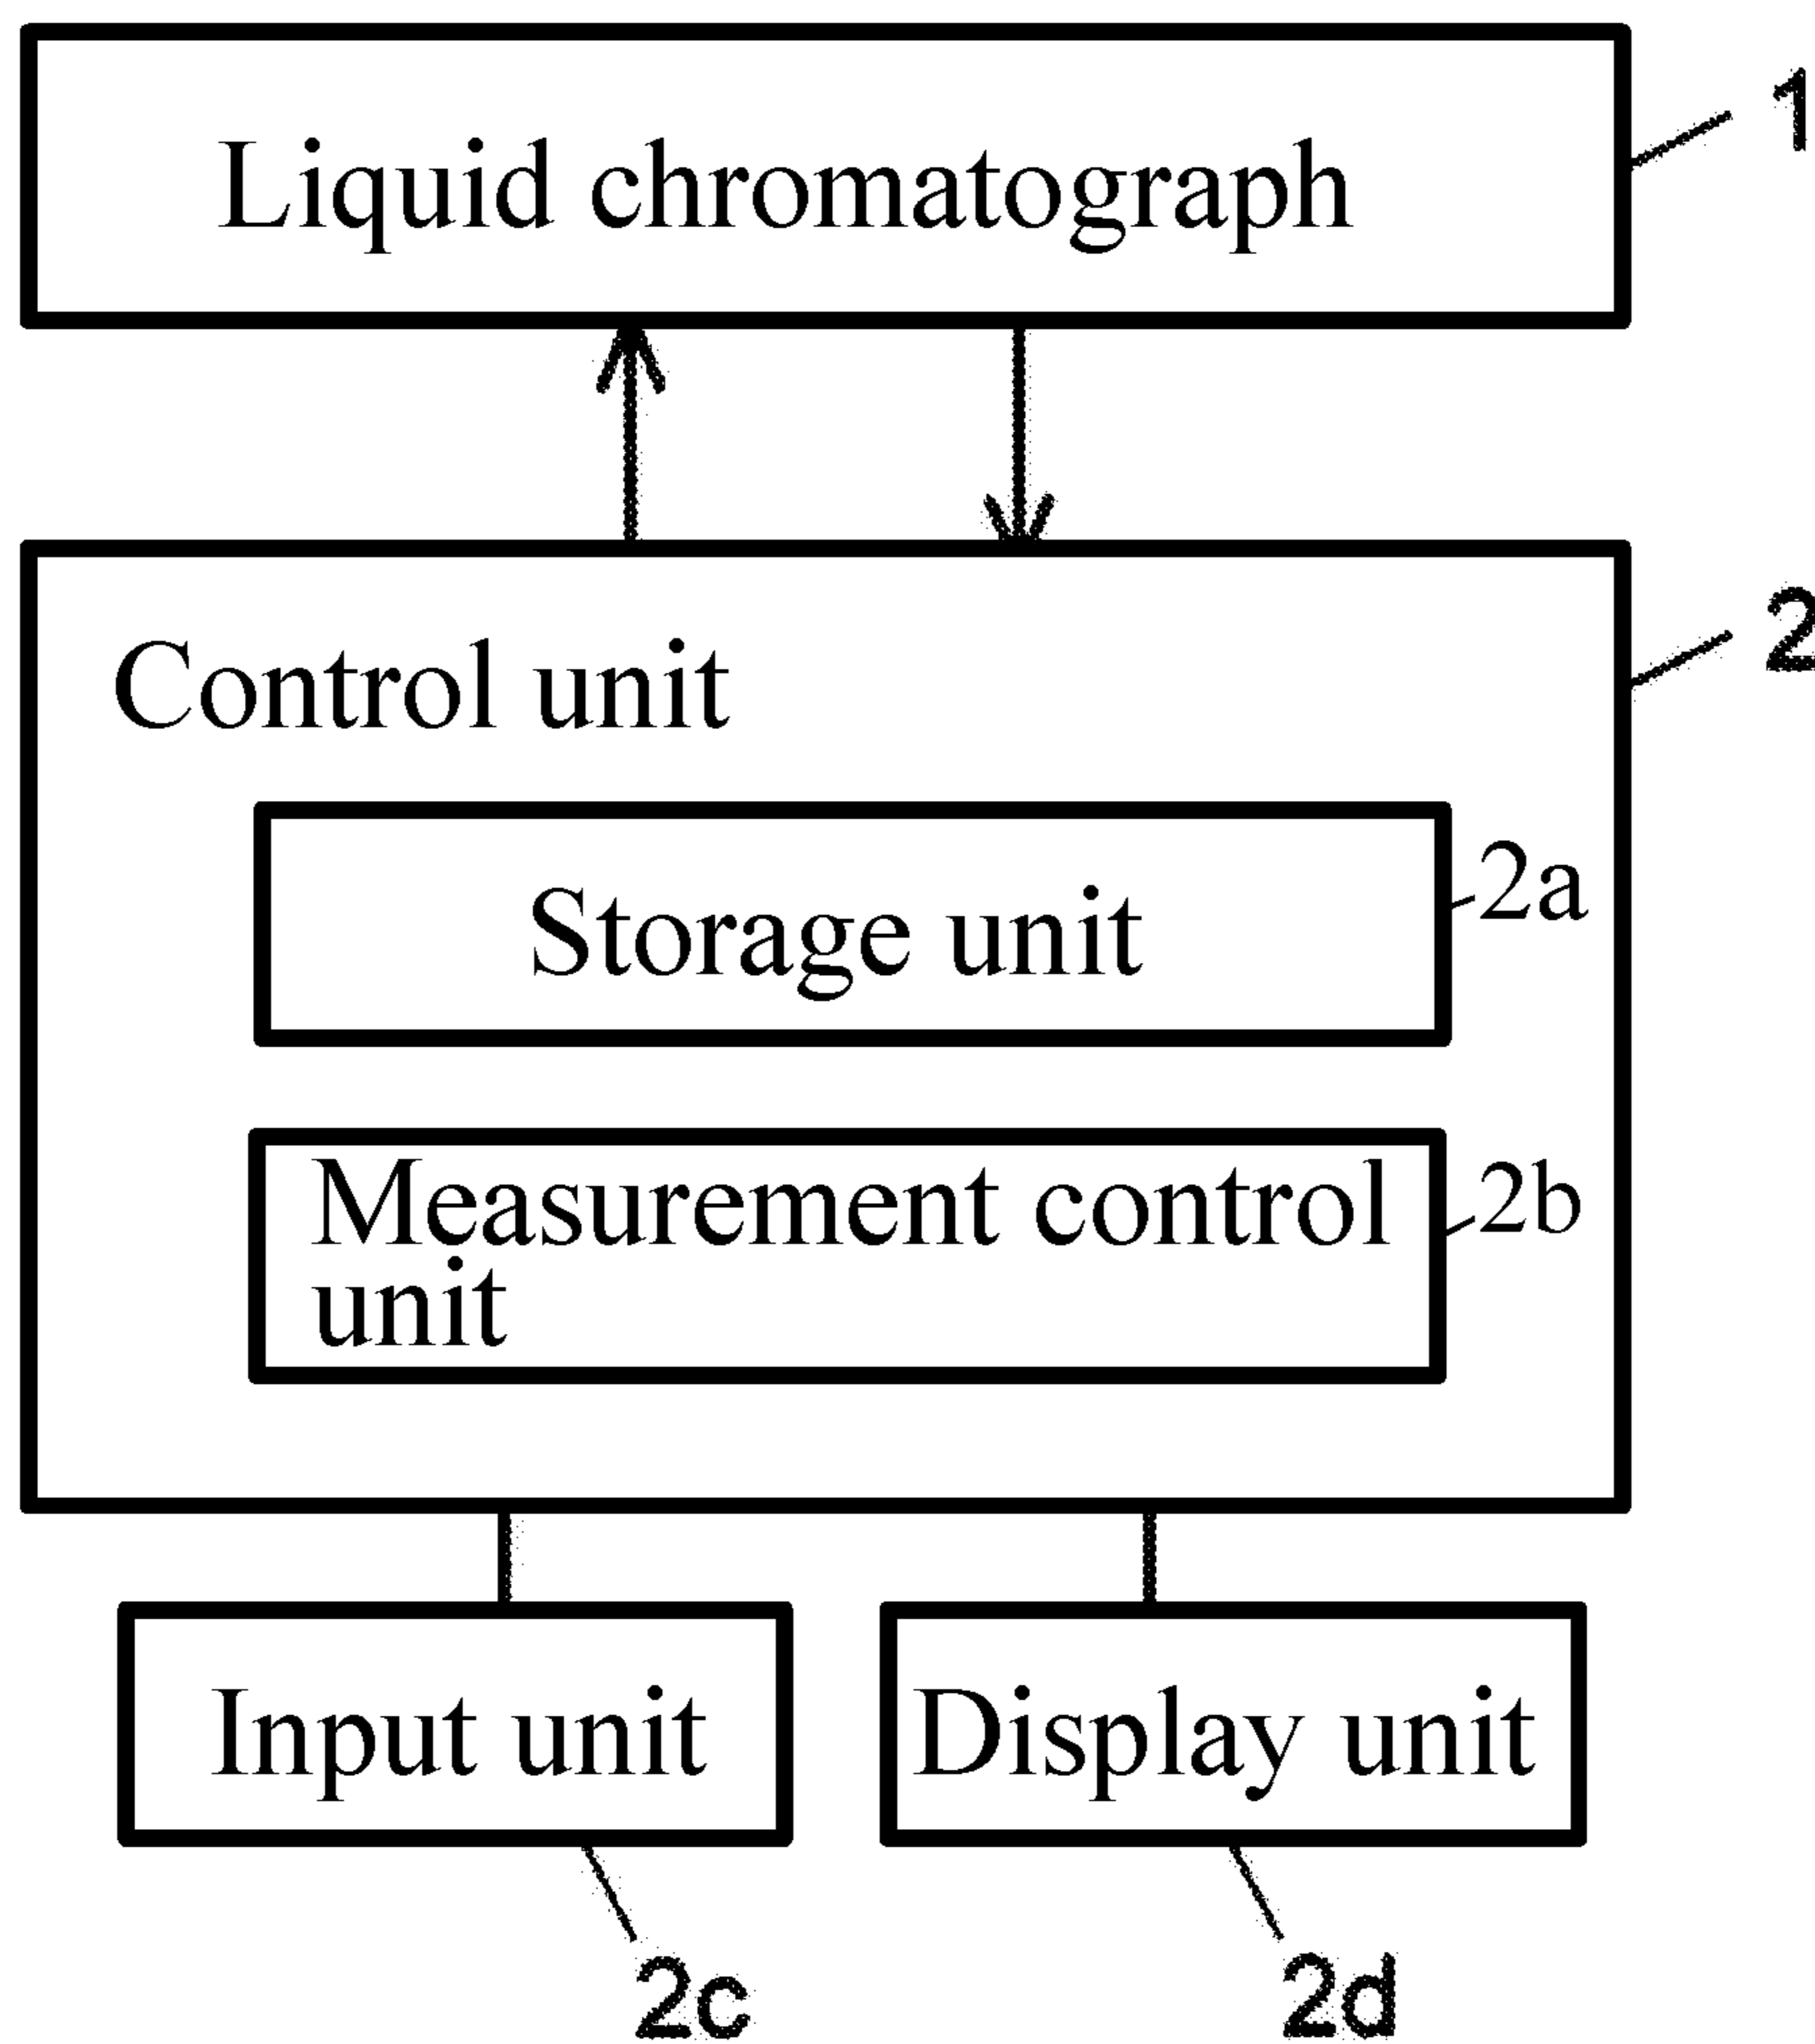 Liquid chromatograph
1
Control unit
2
Storage unit
2a
Measurement control
unit
2b
Input unit
Display unit
2c
2d